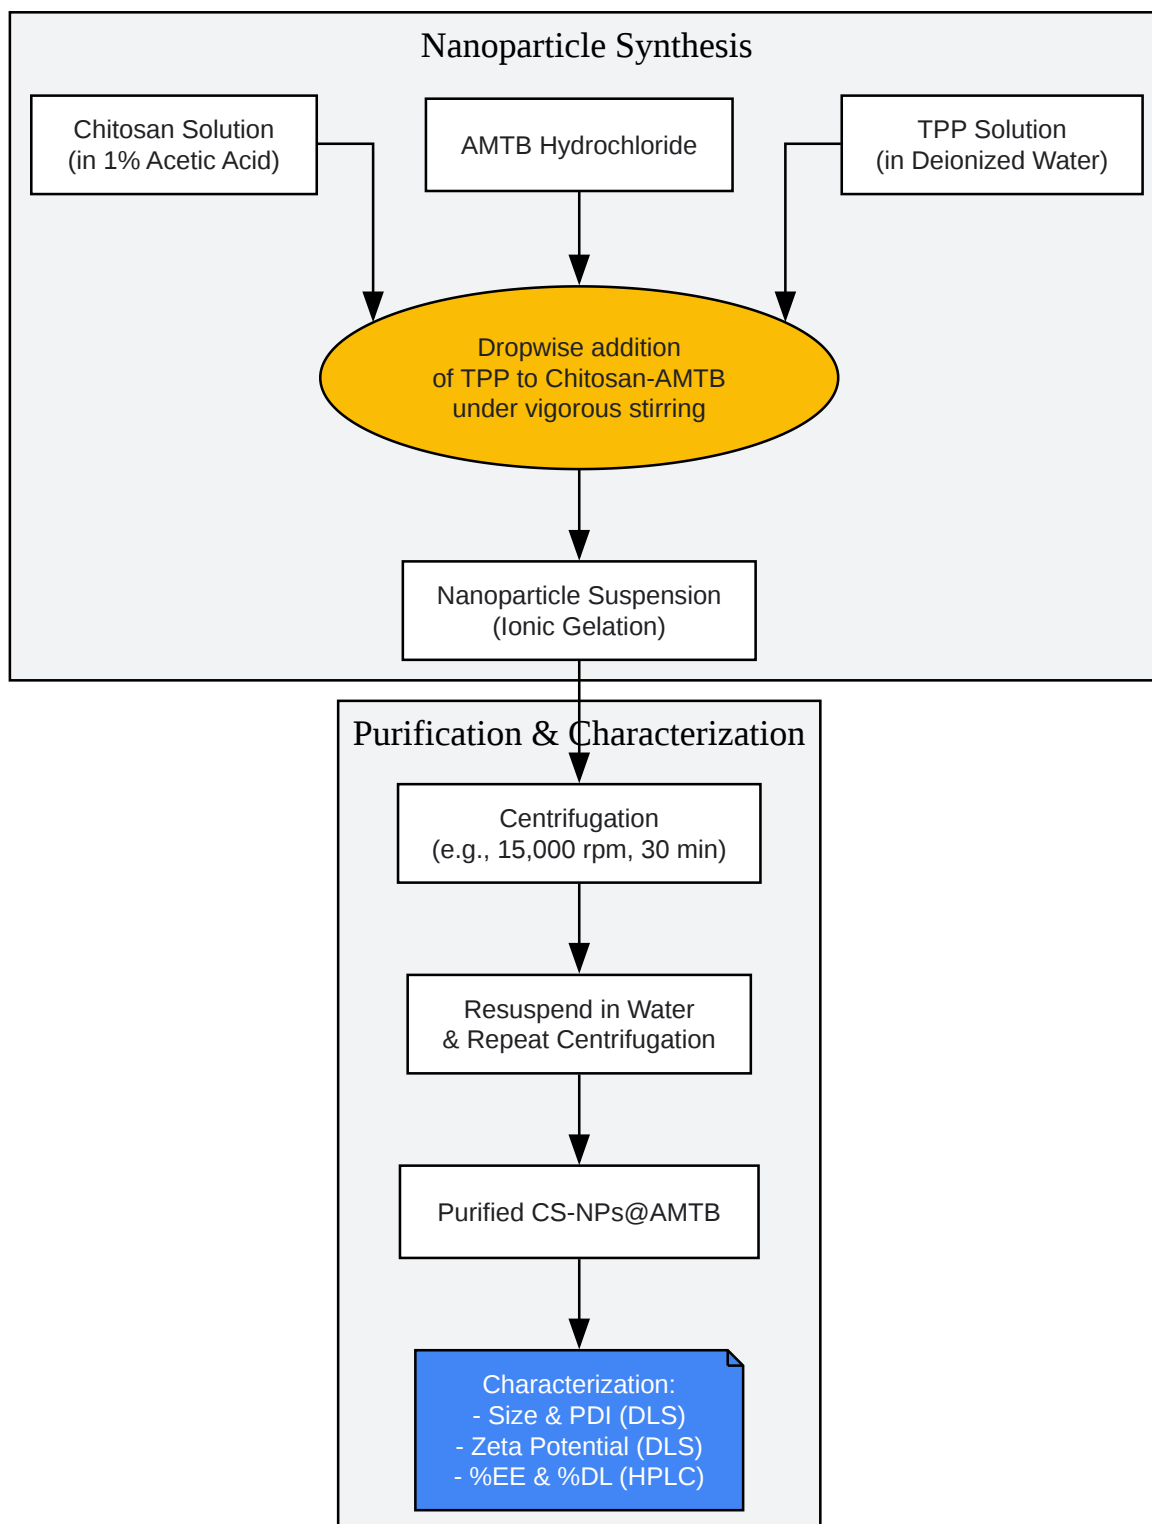 Nanoparticle Synthesis
Chitosan Solution
(in 1% Acetic Acid)
AMTB Hydrochloride
TPP Solution
(in Deionized Water)
Dropwise addition
of TPP to Chitosan-AMTB
under vigorous stirring
Nanoparticle Suspension
(Ionic Gelation)
Purification & Characterization
Centrifugation
(e.g., 15,000 rpm, 30 min)
Resuspend in Water
& Repeat Centrifugation
Purified CS-NPs@AMTB
Characterization:
- Size & PDI (DLS)
- Zeta Potential (DLS)
- %EE & %DL (HPLC)